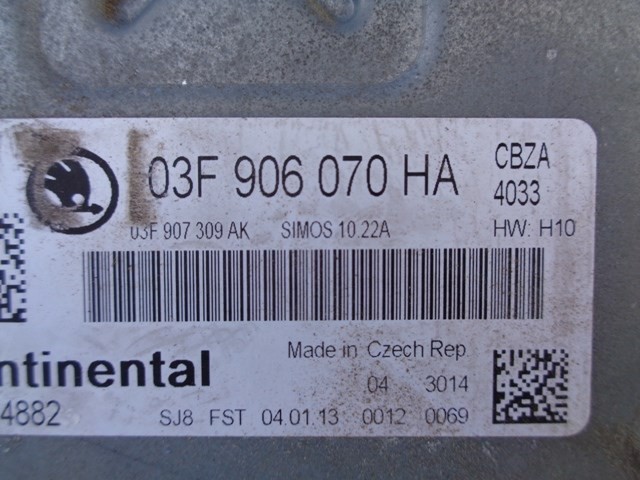 03F 906 070 HA
CBZA
4033
03F 907 309 AK SIMOS 10.22A HW: H10
Made in Czech Rep.
ntinental
04 3014
4882
SJ8 FST 04.01.13 0012 0069